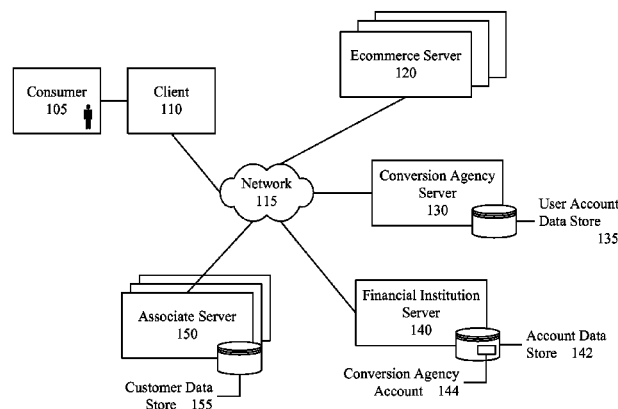 Ecommerce Server
120
Consumer
105
Client
110
Network
115
Conversion Agency
Server
130
User Account
Data Store
135
Associate Server
150
Customer Data
Store 155
Financial Institution
Server
140
Account Data
Store 142
Conversion Agency
Account 144